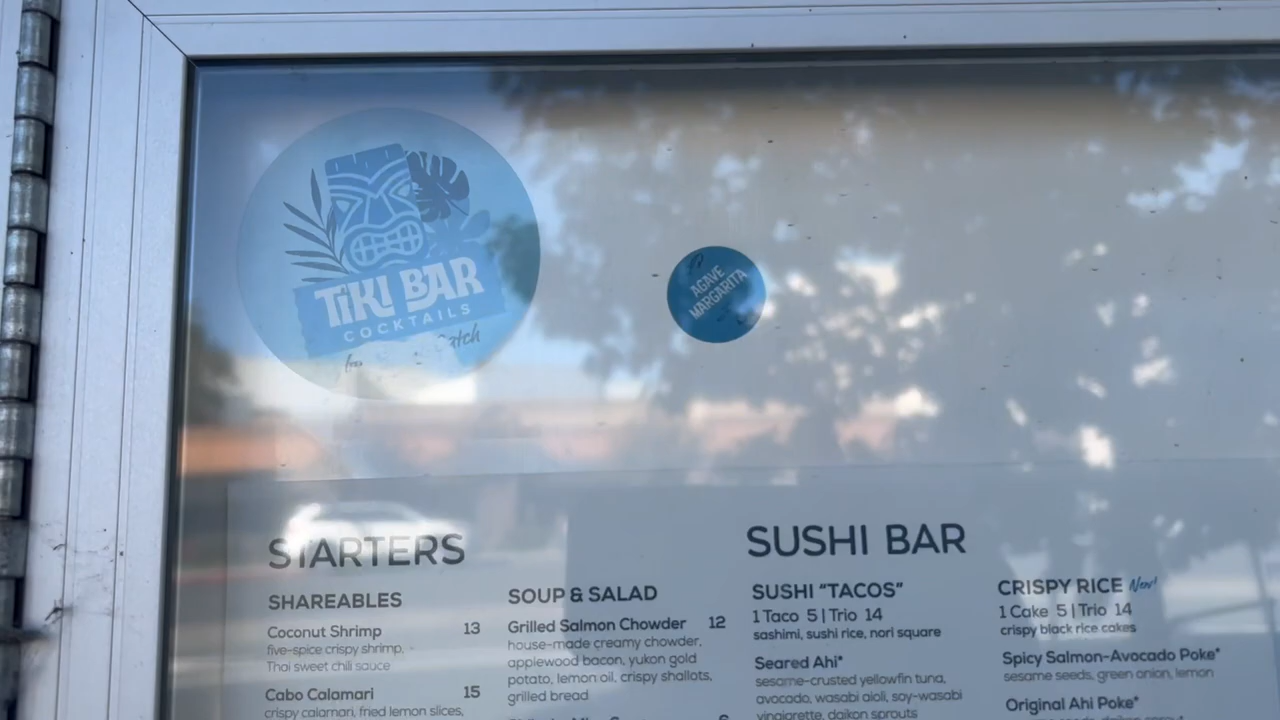 TIKI BAR
COCKTAILS
AGAVE
MARGARITA
STARTERS
SHAREABLES
Coconut Shrimp 13
five-spice crispy shrimp,
Thai sweet chili sauce
Cabo Calamari 15
crispy calamari, fried lemon slices,
SOUP & SALAD
Grilled Salmon Chowder 12
house-made creamy chowder,
applewood bacon, yukon gold
potato, lemon oil, crispy shallots,
grilled bread
SUSHI BAR
SUSHI “TACOS”
1 Taco 5 | Trio 14
sashimi, sushi rice, nori square
Seared Ahi*
sesame-crusted yellowfin tuna,
avocado, wasabi aioli, soy-wasabi
vinaigrette, daikon sprouts
CRISPY RICE New!
1 Cake 5 | Trio 14
crispy black rice cakes
Spicy Salmon-Avocado Poke*
sesame seeds, green onion, lemon
Original Ahi Poke*